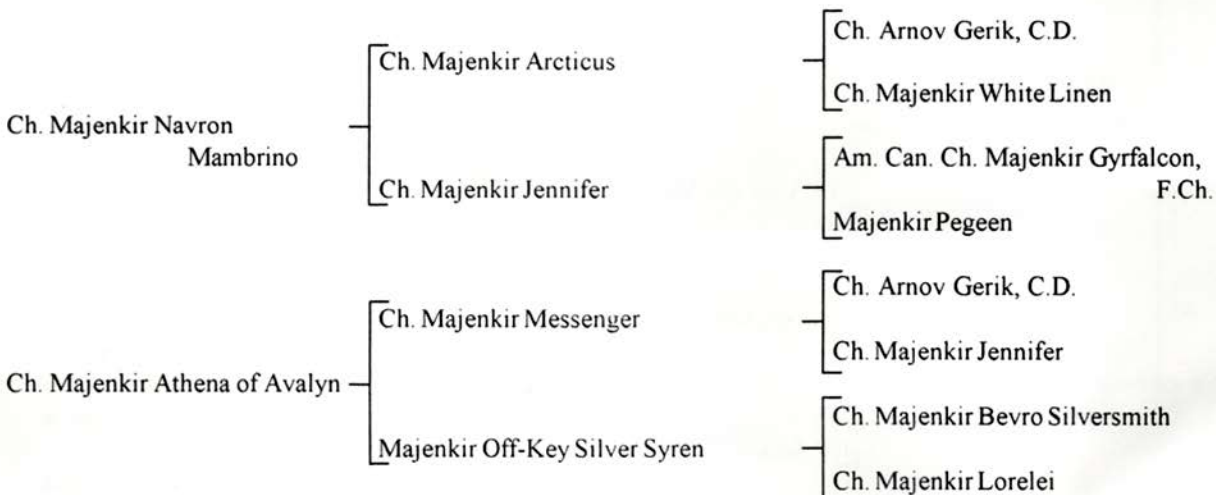 Ch. Arnov Gerik, C.D.
Ch. Majenkir Arcticus
Ch. Majenkir White Linen
Ch. Majenkir Navron
Mambrino
Am. Can. Ch. Majenkir Gyrfalcon,
F.Ch.
Ch. Majenkir Jennifer
Majenkir Pegeen
Ch. Arnov Gerik, C.D.
Ch. Majenkir Messenger
Ch. Majenkir Jennifer
Ch. Majenkir Athena of Avalyn
Ch. Majenkir Bevro Silversmith
Majenkir Off-Key Silver Syren
Ch. Majenkir Lorelei